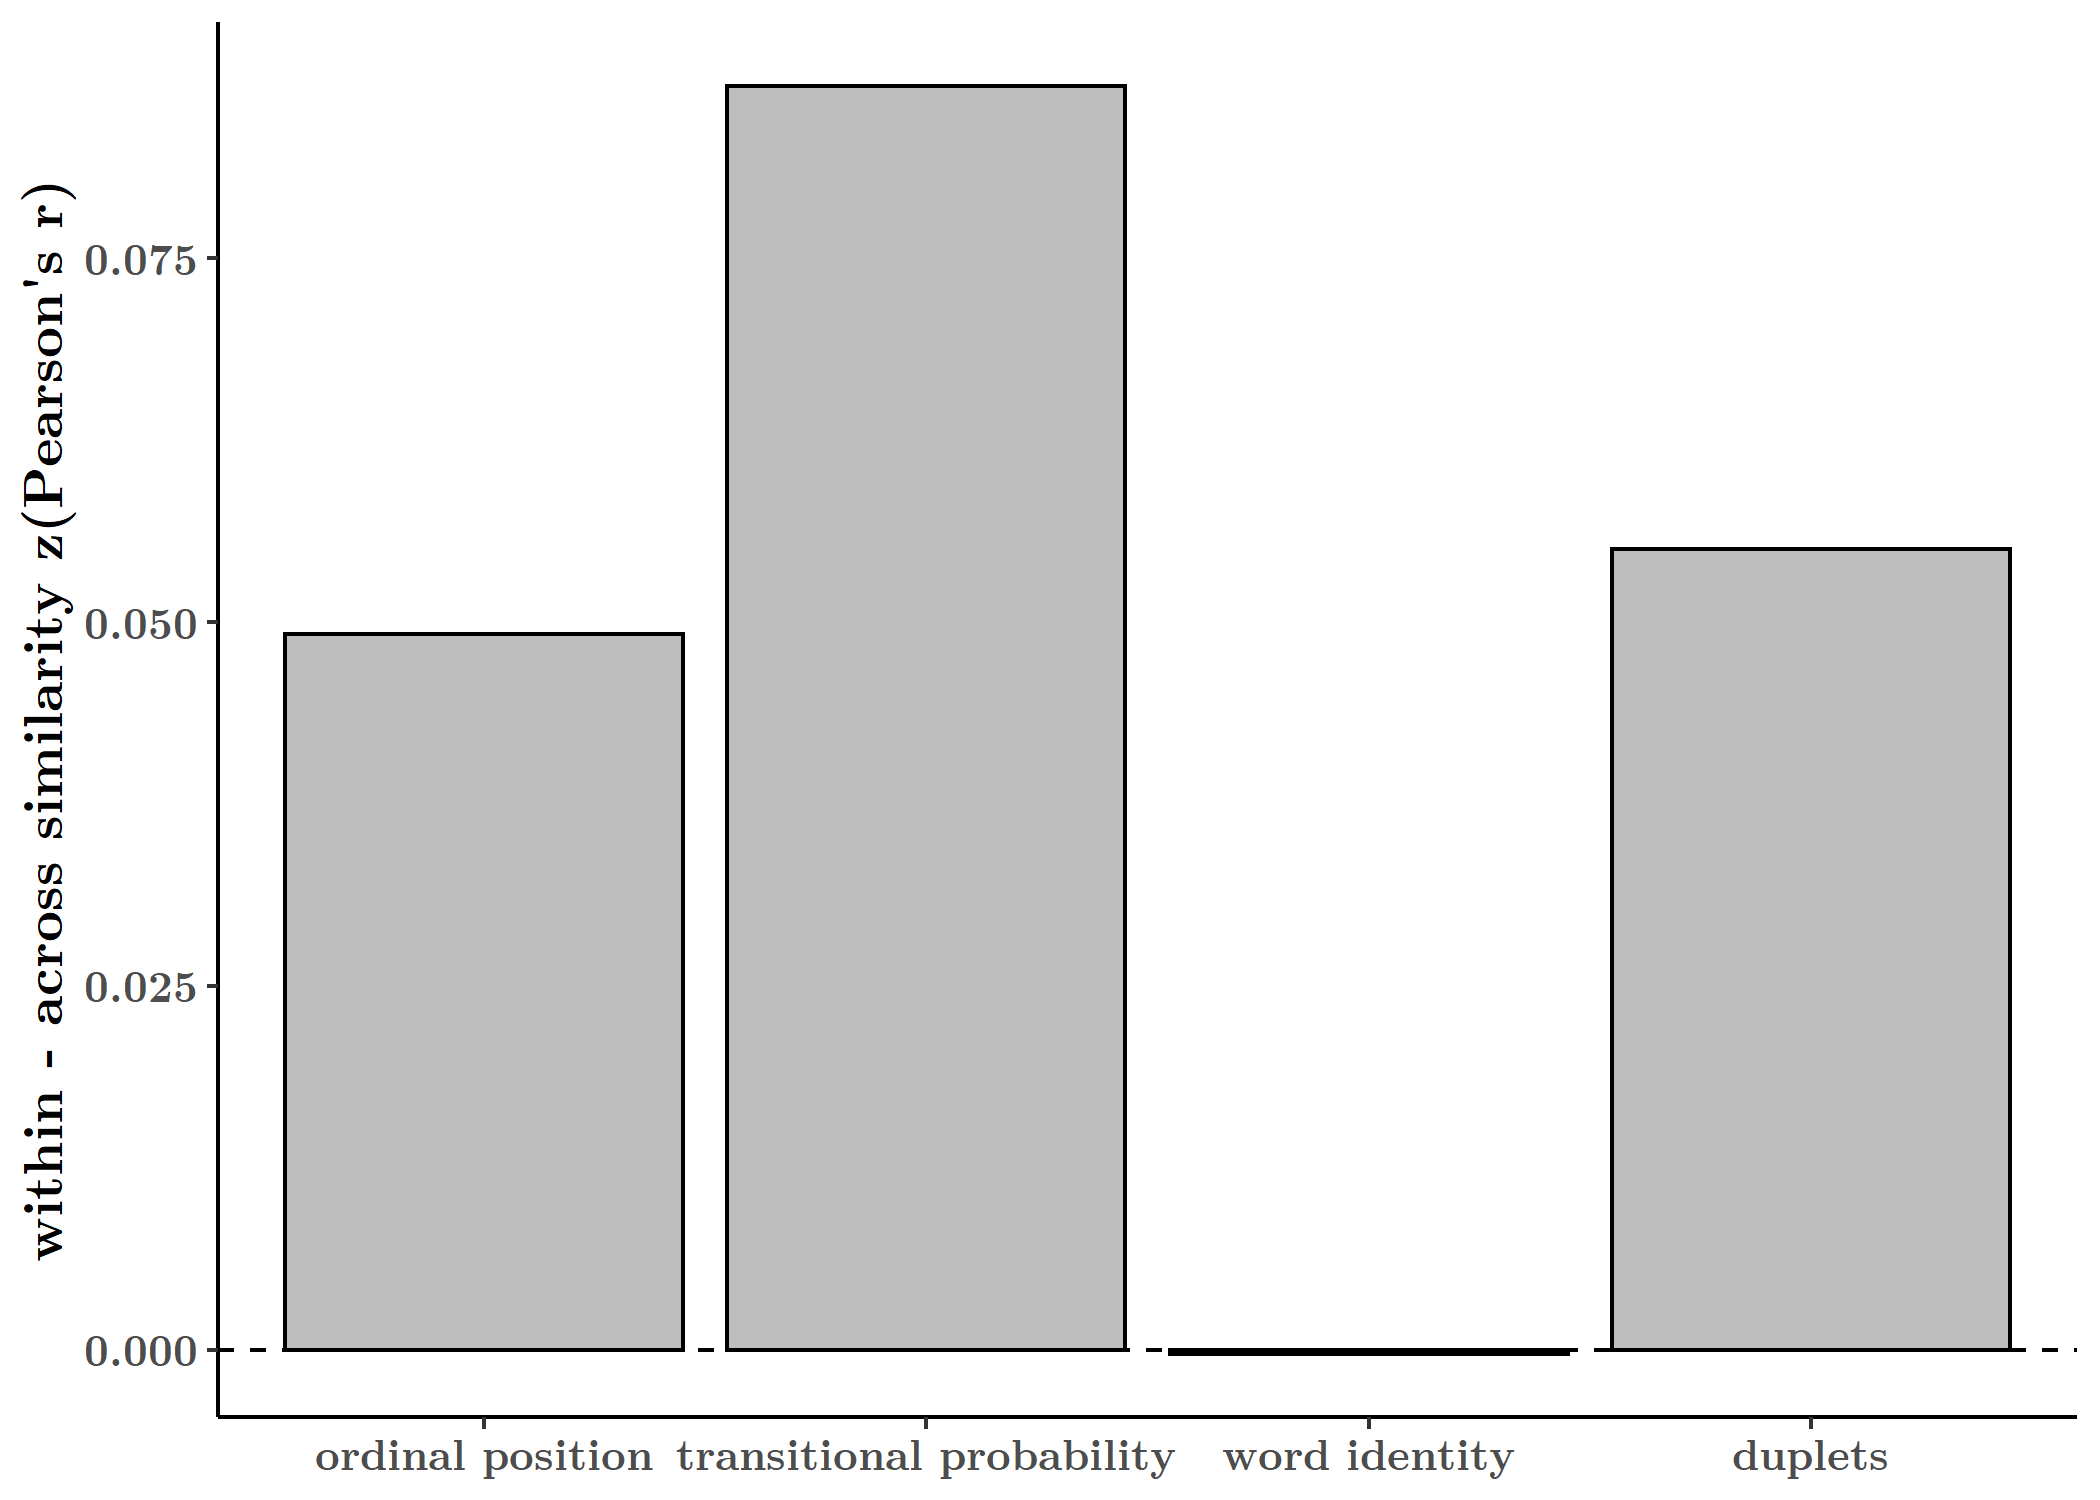 within - across similarity z(Pearson's r)
0.075
0.050
0.025
0.000
ordinal position transitional probability word identity duplets